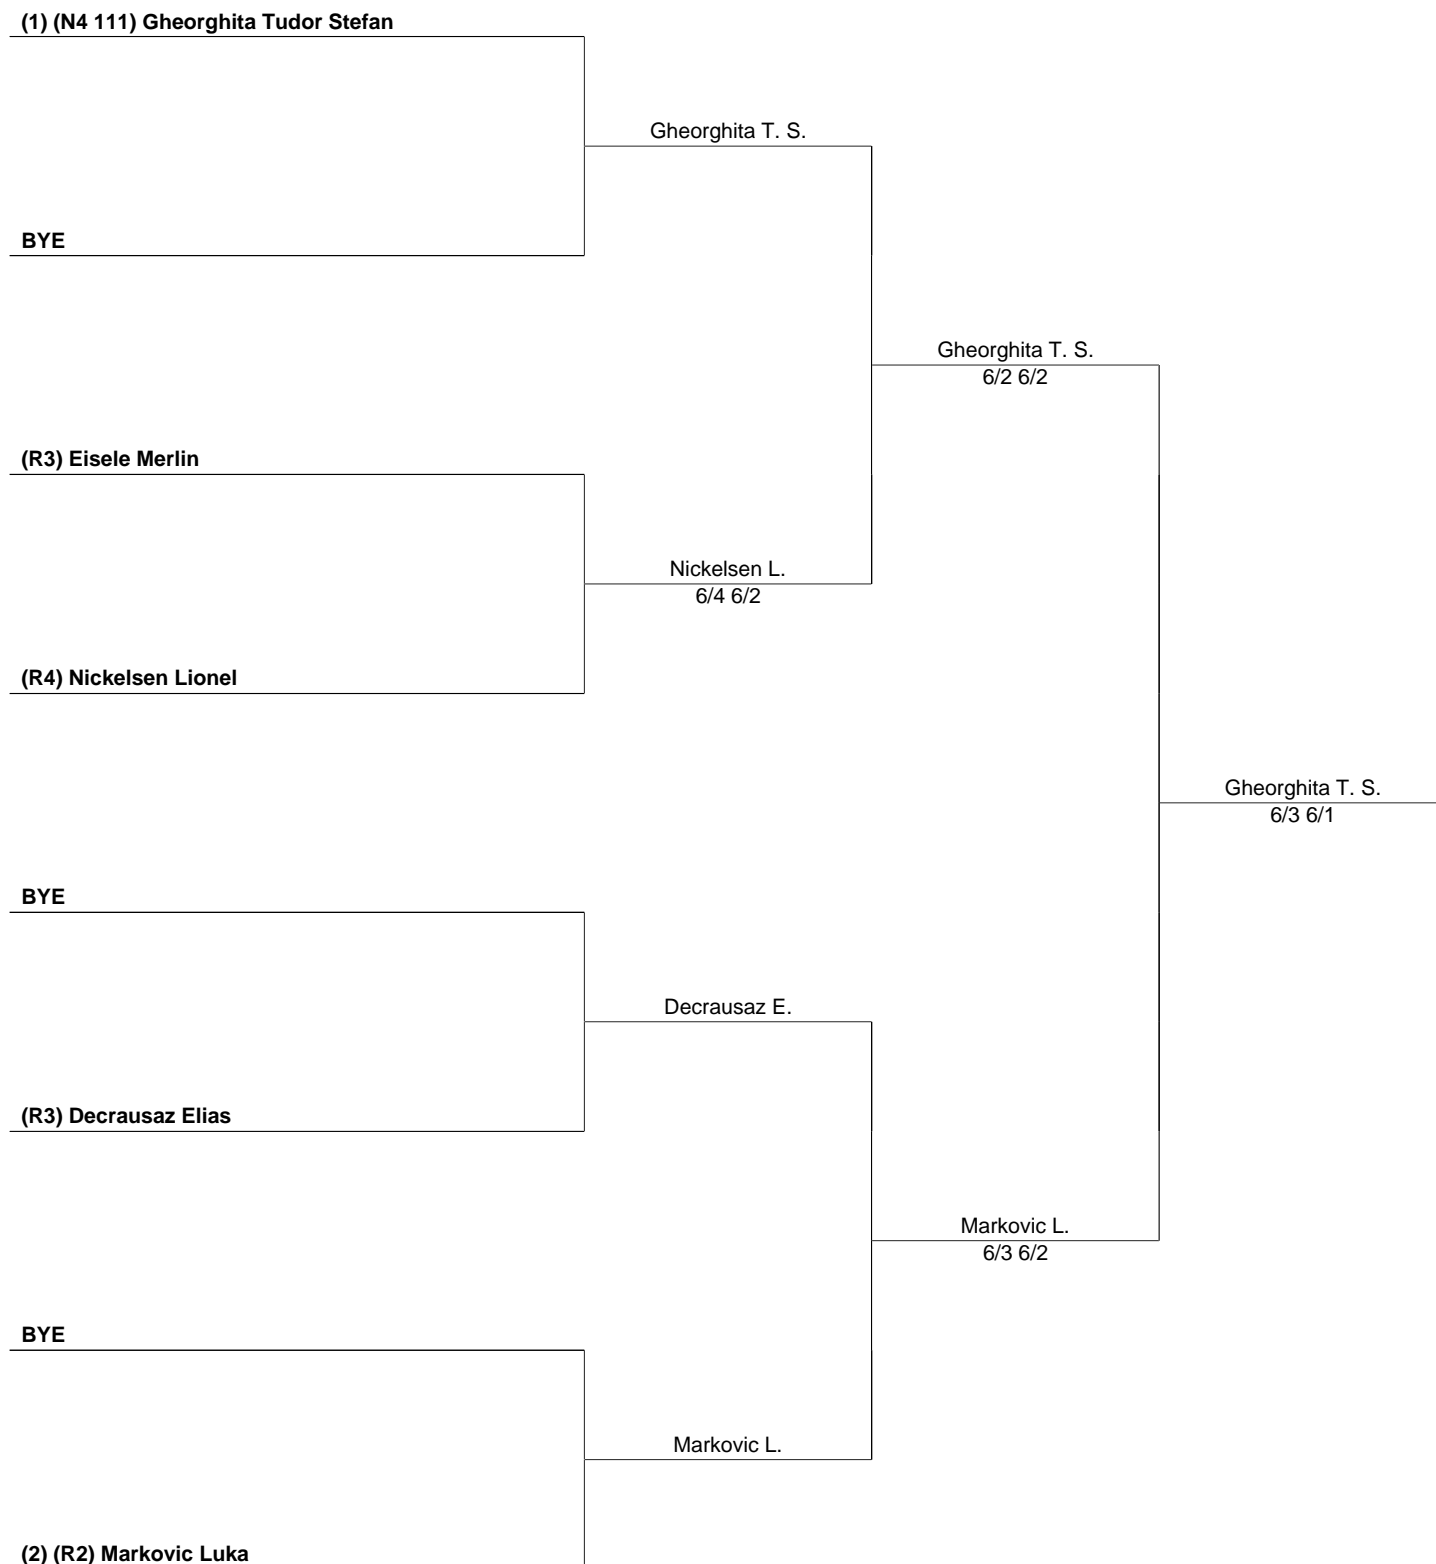 (1) (N4 111) Gheorghita Tudor Stefan
Gheorghita T. S.
BYE
Gheorghita T. S.
6/2 6/2
(R3) Eisele Merlin
Nickelsen L.
6/4 6/2
(R4) Nickelsen Lionel
Gheorghita T. S.
6/3 6/1
BYE
Decrausaz E.
(R3) Decrausaz Elias
Markovic L.
6/3 6/2
BYE
Markovic L.
(2) (R2) Markovic Luka